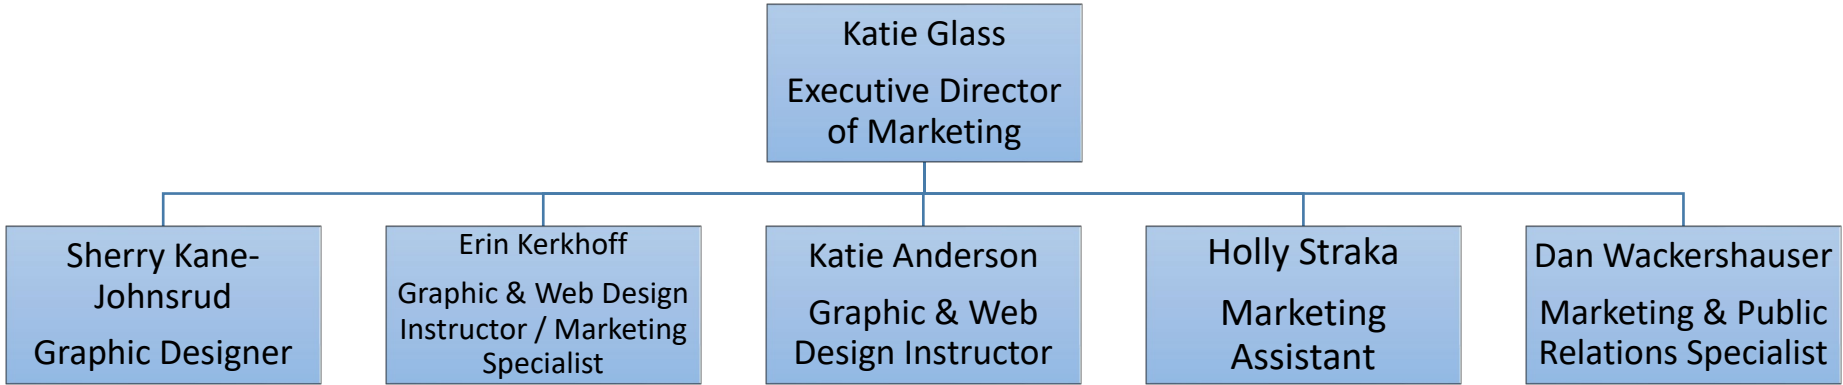 Katie Glass
Executive Director
of Marketing
Sherry Kane-
Johnsrud
Graphic Designer
Erin Kerkhoff
Graphic & Web Design
Instructor / Marketing
Specialist
Katie Anderson
Graphic & Web
Design Instructor
Holly Straka
Marketing
Assistant
Dan Wackershauser
Marketing & Public
Relations Specialist